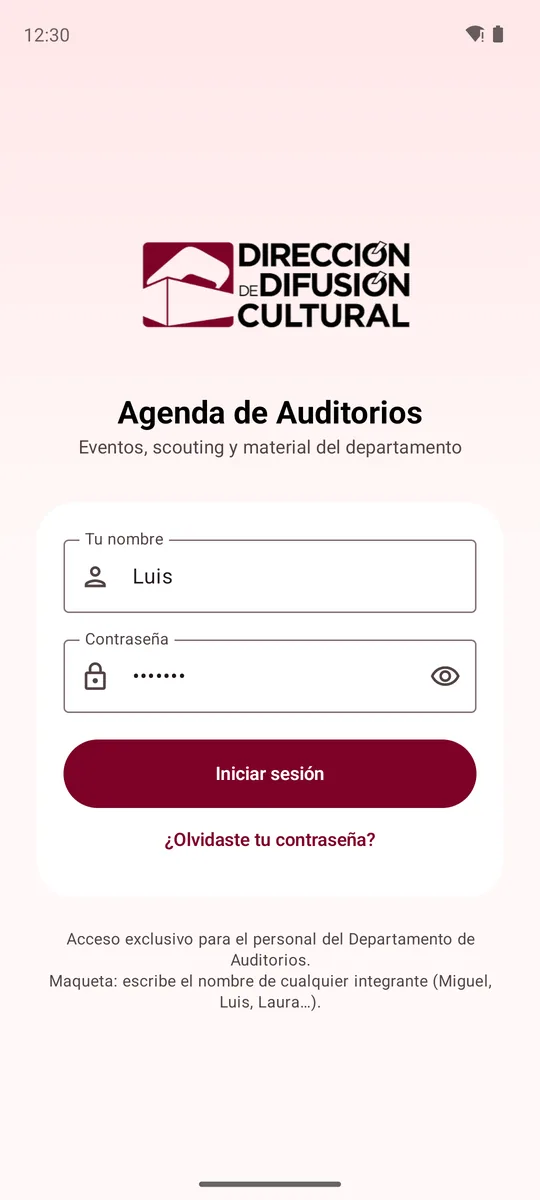 12:30
DIRECCIÓN
DE DIFUSIÓN
CULTURAL
Agenda de Auditorios
Eventos, scouting y material del departamento
Tu nombre
Luis
Contraseña
•••••••
Iniciar sesión
¿Olvidaste tu contraseña?
Acceso exclusivo para el personal del Departamento de
Auditorios.
Maqueta: escribe el nombre de cualquier integrante (Miguel,
Luis, Laura…).